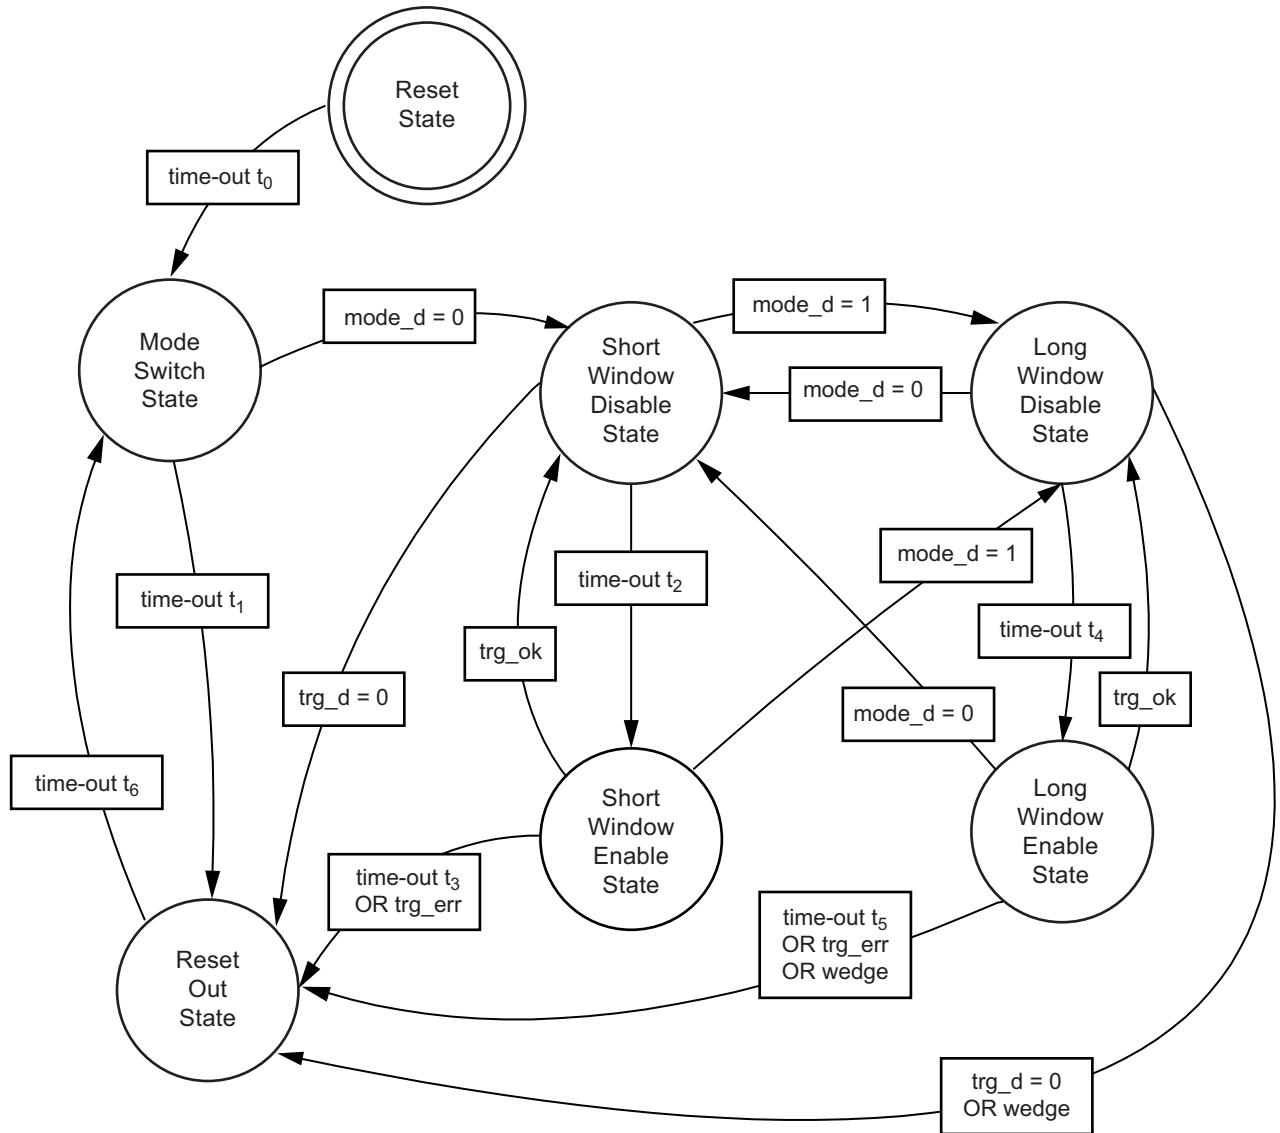 Reset
State
time-out t₀
Mode
Switch
State
mode_d = 0
Short
Window
Disable
State
mode_d = 1
mode_d = 0
Long
Window
Disable
State
time-out t₁
trg_d = 0
trg_ok
time-out t₂
mode_d = 1
mode_d = 0
time-out t₄
trg_ok
time-out t₆
Short
Window
Enable
State
Long
Window
Enable
State
time-out t₃
OR trg_err
time-out t₅
OR trg_err
OR wedge
Reset
Out
State
trg_d = 0
OR wedge